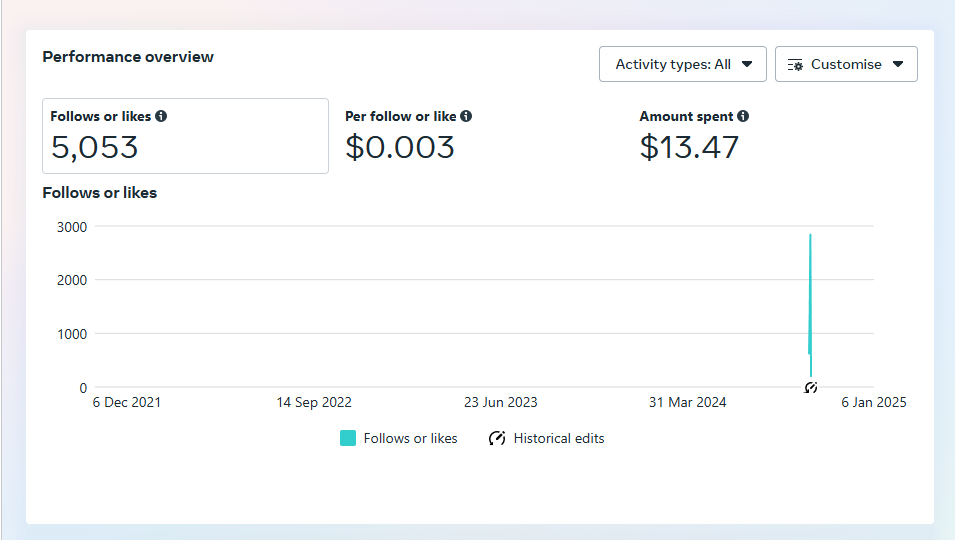 Performance overview
Activity types: All
Customise
Follows or likes
5,053
Per follow or like
$0.003
Amount spent
$13.47
Follows or likes
3000
2000
1000
0
6 Dec 2021
14 Sep 2022
23 Jun 2023
31 Mar 2024
6 Jan 2025
Follows or likes
Historical edits